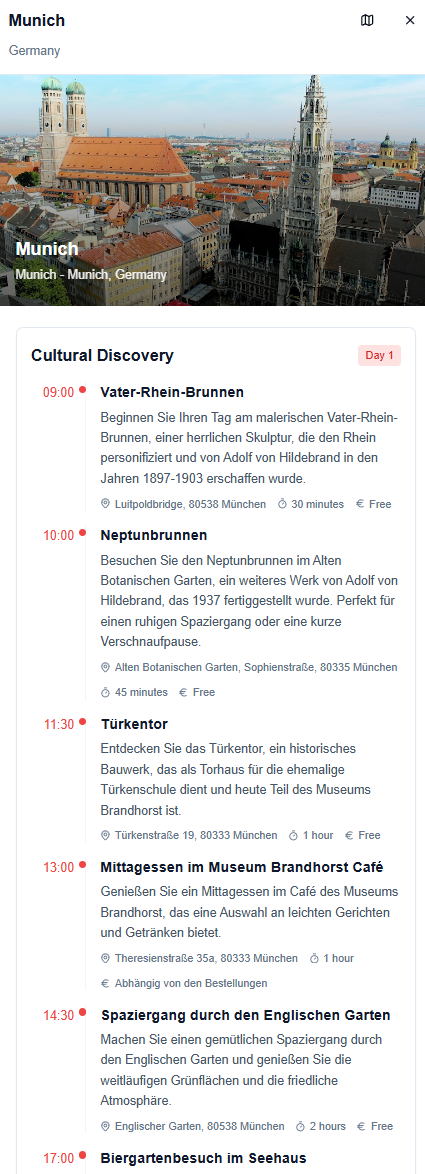 Munich
Germany
Munich
Munich - Munich, Germany
Cultural Discovery
Day 1
09:00
Vater-Rhein-Brunnen
Beginnen Sie Ihren Tag am malerischen Vater-Rhein-
Brunnen, einer herrlichen Skulptur, die den Rhein
personifiziert und von Adolf von Hildebrand in den
Jahren 1897-1903 erschaffen wurde.
Luitpoldbridge, 80538 München 30 minutes Free
10:00
Neptunbrunnen
Besuchen Sie den Neptunbrunnen im Alten
Botanischen Garten, ein weiteres Werk von Adolf von
Hildebrand, das 1937 fertiggestellt wurde. Perfekt für
einen ruhigen Spaziergang oder eine kurze
Verschnaufpause.
Alten Botanischen Garten, Sophienstraße, 80335 München
45 minutes Free
11:30
Türkentor
Entdecken Sie das Türkentor, ein historisches
Bauwerk, das als Torhaus für die ehemalige
Türkenschule dient und heute Teil des Museums
Brandhorst ist.
Türkenstraße 19, 80333 München 1 hour Free
13:00
Mittagessen im Museum Brandhorst Café
Genießen Sie ein Mittagessen im Café des Museums
Brandhorst, das eine Auswahl an leichten Gerichten
und Getränken bietet.
Theresienstraße 35a, 80333 München 1 hour
Abhängig von den Bestellungen
14:30
Spaziergang durch den Englischen Garten
Machen Sie einen gemütlichen Spaziergang durch
den Englischen Garten und genießen Sie die
weitläufigen Grünflächen und die friedliche
Atmosphäre.
Englischer Garten, 80538 München 2 hours Free
17:00
Biergartenbesuch im Seehaus